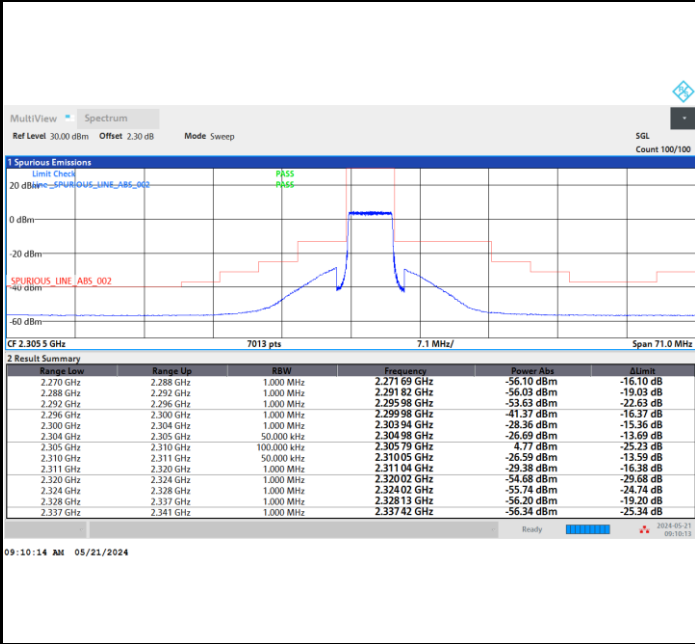 MultiView Spectrum
Ref Level 30.00 dBm Offset 2.30 dB Mode Sweep SGL
Count 100/100
1 Spurious Emissions
Limit Check PASS
Line _SPURIOUS_LINE_ABS_002 PASS
20 dBm
0 dBm
-20 dBm
SPURIOUS_LINE_ABS_002
-40 dBm
-60 dBm
CF 2.305 5 GHz 7013 pts 7.1 MHz/ Span 71.0 MHz
2 Result Summary
Range Low Range Up RBW Frequency Power Abs ΔLimit
2.270 GHz 2.288 GHz 1.000 MHz 2.271 69 GHz -56.10 dBm -16.10 dB
2.288 GHz 2.292 GHz 1.000 MHz 2.291 82 GHz -56.03 dBm -19.03 dB
2.292 GHz 2.296 GHz 1.000 MHz 2.295 98 GHz -53.63 dBm -22.63 dB
2.296 GHz 2.300 GHz 1.000 MHz 2.299 98 GHz -41.37 dBm -16.37 dB
2.300 GHz 2.304 GHz 1.000 MHz 2.303 94 GHz -28.36 dBm -15.36 dB
2.304 GHz 2.305 GHz 50.000 kHz 2.304 98 GHz -26.69 dBm -13.69 dB
2.305 GHz 2.310 GHz 100.000 kHz 2.305 79 GHz 4.77 dBm -25.23 dB
2.310 GHz 2.311 GHz 50.000 kHz 2.310 05 GHz -26.59 dBm -13.59 dB
2.311 GHz 2.320 GHz 1.000 MHz 2.311 04 GHz -29.38 dBm -16.38 dB
2.320 GHz 2.324 GHz 1.000 MHz 2.320 02 GHz -54.68 dBm -29.68 dB
2.324 GHz 2.328 GHz 1.000 MHz 2.324 02 GHz -55.74 dBm -24.74 dB
2.328 GHz 2.337 GHz 1.000 MHz 2.328 13 GHz -56.20 dBm -19.20 dB
2.337 GHz 2.341 GHz 1.000 MHz 2.337 42 GHz -56.34 dBm -25.34 dB
Ready 2024-05-21
09:10:13
09:10:14 AM 05/21/2024